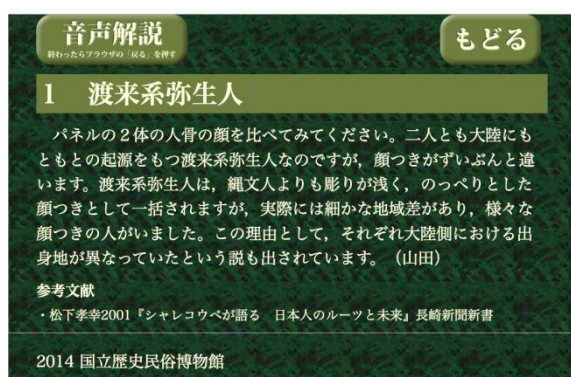 音声解説
終わったらブラウザの「戻る」を押す
もどる
1 渡来系弥生人
パネルの2体の人骨の顔を比べてみてください。二人とも大陸にも
ともとの起源をもつ渡来系弥生人なのですが，顔つきがずいぶんと違
います。渡来系弥生人は，縄文人よりも彫りが浅く，のっぺりとした
顔つきとして一括されますが，実際には細かな地域差があり，様々な
顔つきの人がいました。この理由として，それぞれ大陸側における出
身地が異なっていたという説も出されています。（山田）
参考文献
・松下孝幸2001『シャレコウベが語る　日本人のルーツと未来』長崎新聞新書
2014 国立歴史民俗博物館